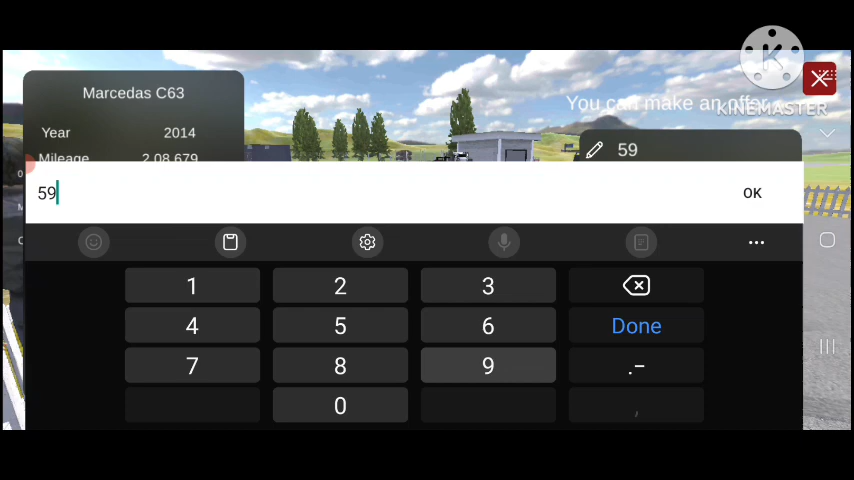 Marcedas C63
You can make an offer
KINEMASTER
Year 2014
59
Mileage 2,08,679
59
OK
1 2 3
4 5 6 Done
7 8 9 .-
0 ,